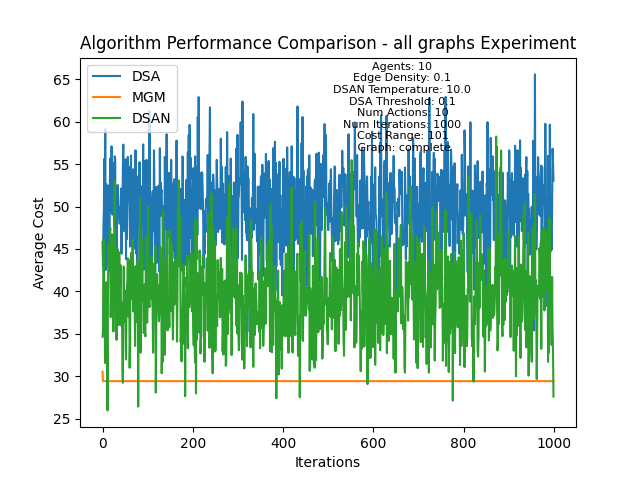 Algorithm Performance Comparison - all graphs Experiment
DSA
MGM
DSAN
Agents: 10
Edge Density: 0.1
DSAN Temperature: 10.0
DSA Threshold: 0.1
Num Actions: 10
Num Iterations: 1000
Cost Range: 101
Graph: complete
Average Cost
65
60
55
50
45
40
35
30
25
0
200
400
600
800
1000
Iterations